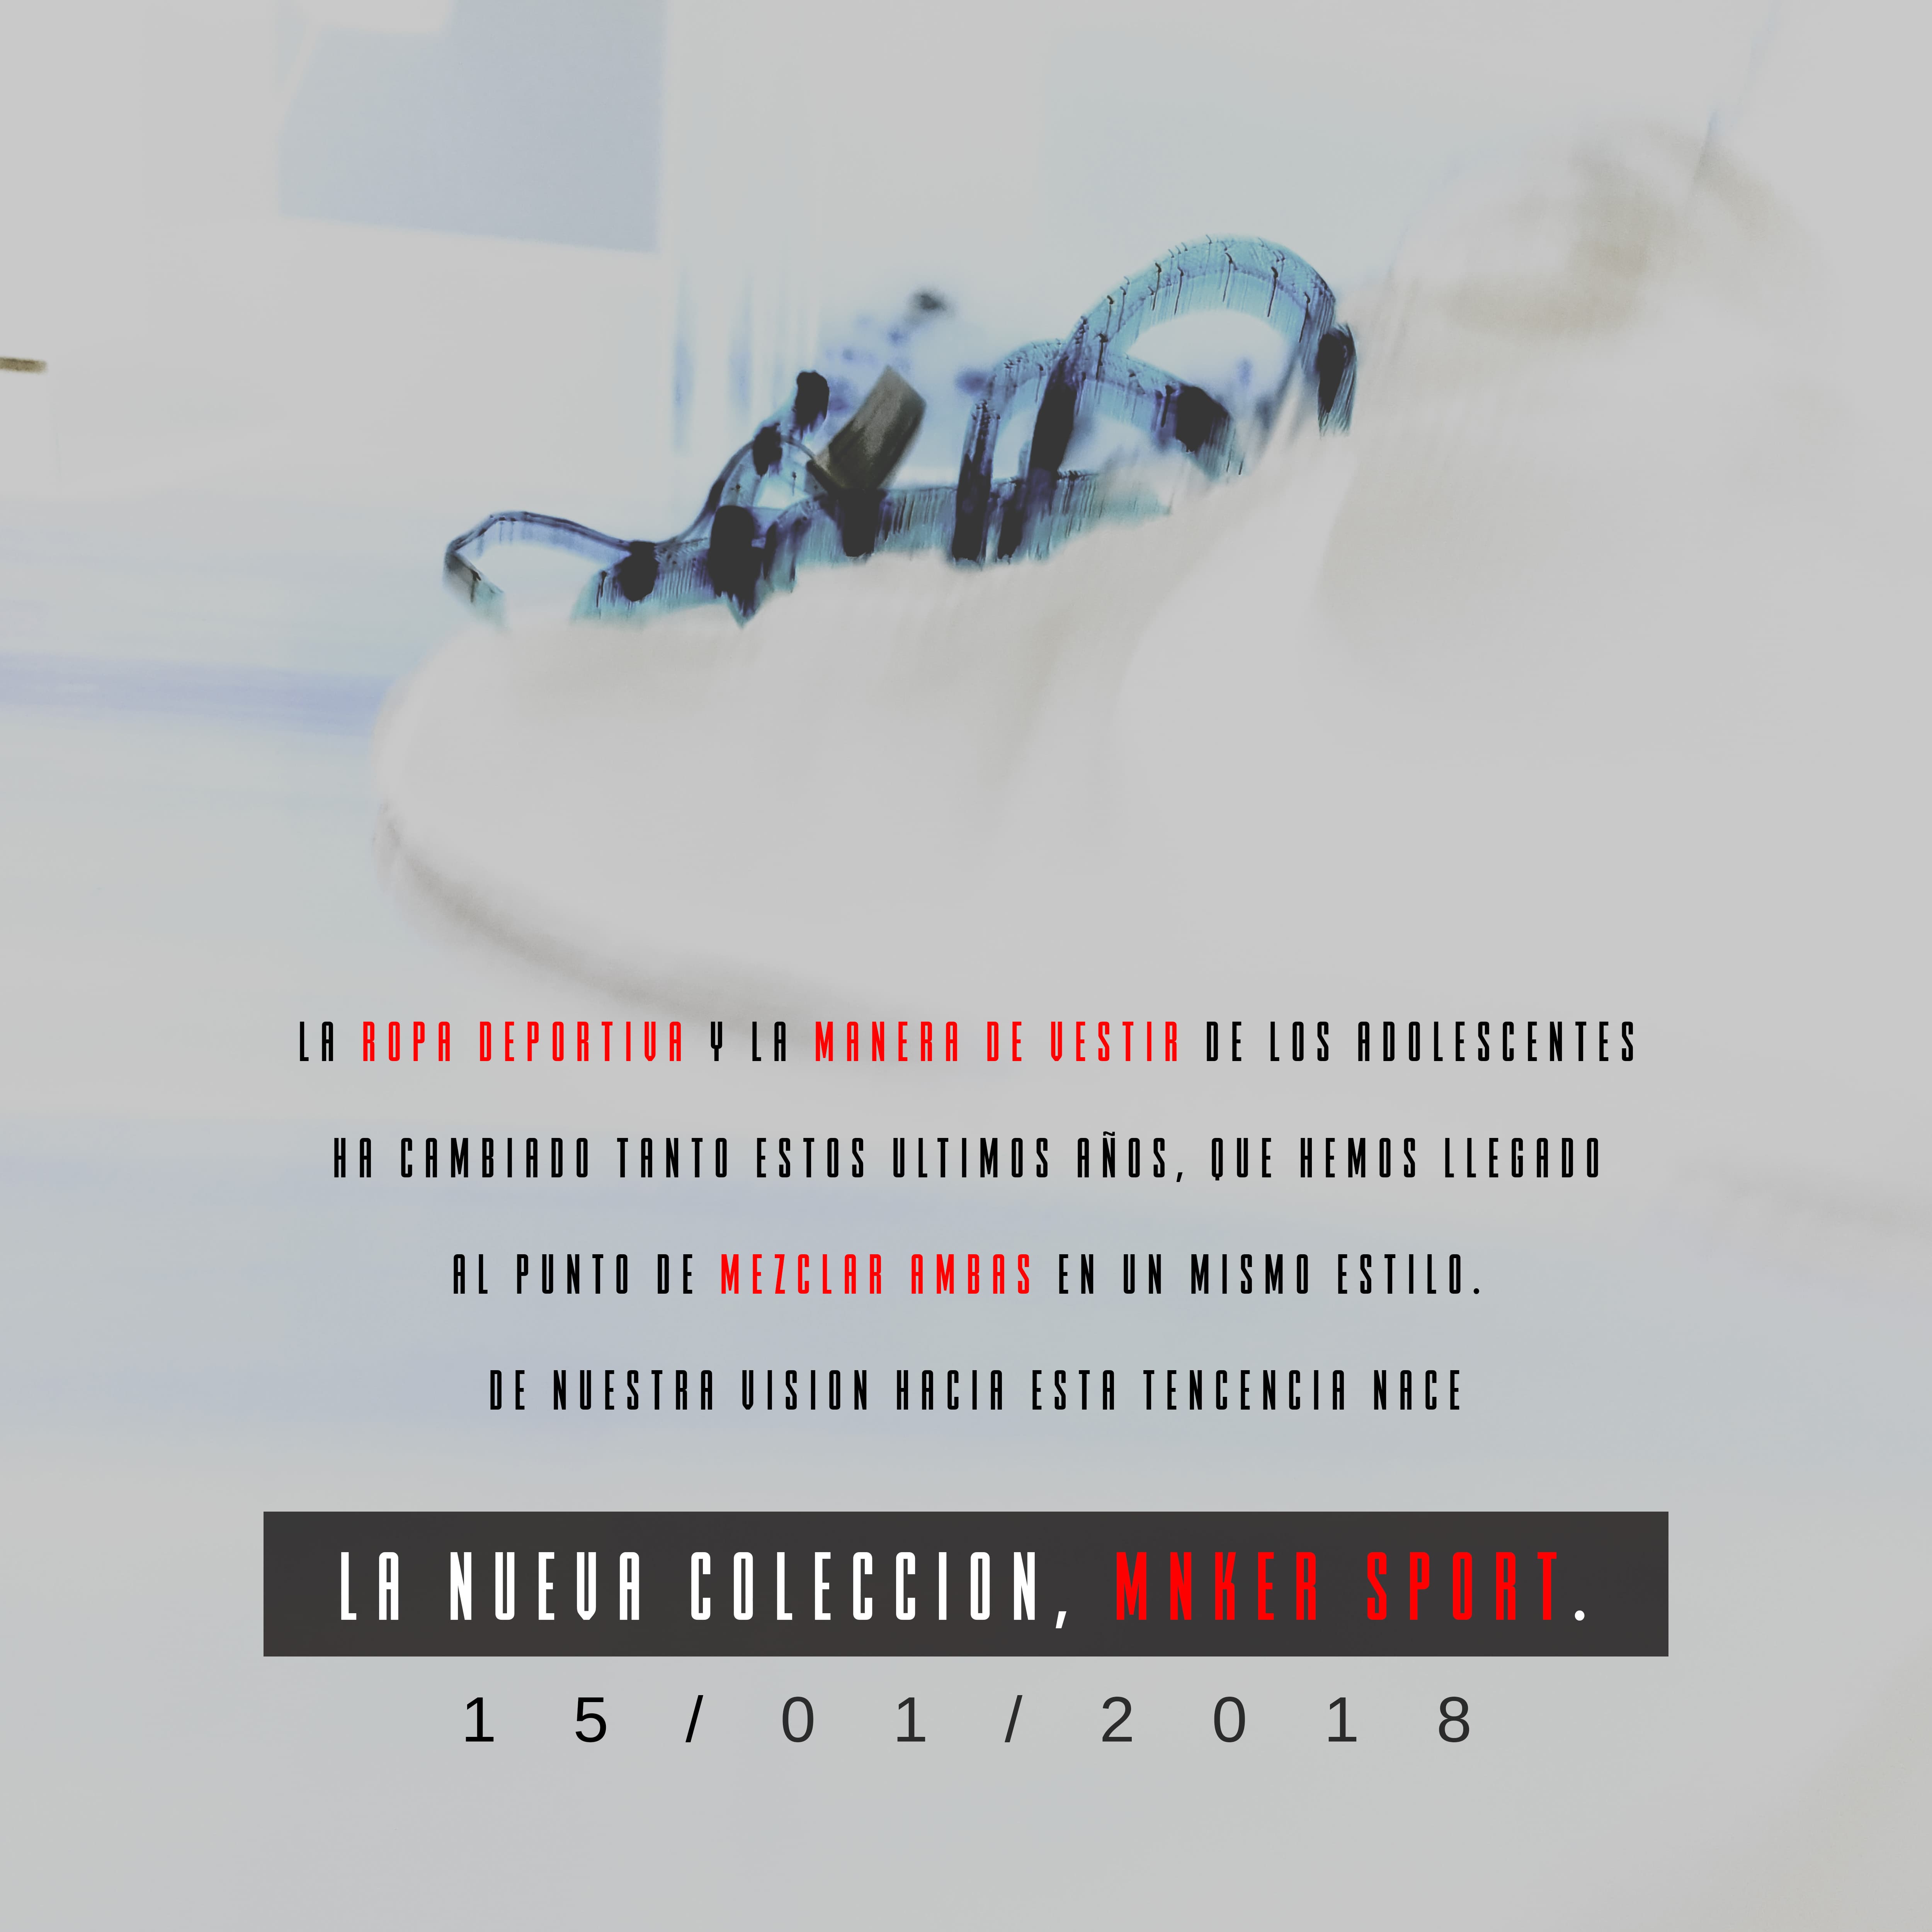 LA ROPA DEPORTIVA Y LA MANERA DE VESTIR DE LOS ADOLESCENTES
HA CAMBIADO TANTO ESTOS ULTIMOS AÑOS, QUE HEMOS LLEGADO
AL PUNTO DE MEZCLAR AMBAS EN UN MISMO ESTILO.
DE NUESTRA VISION HACIA ESTA TENCENCIA NACE
LA NUEVA COLECCION, MNKER SPORT.
15/01/2018